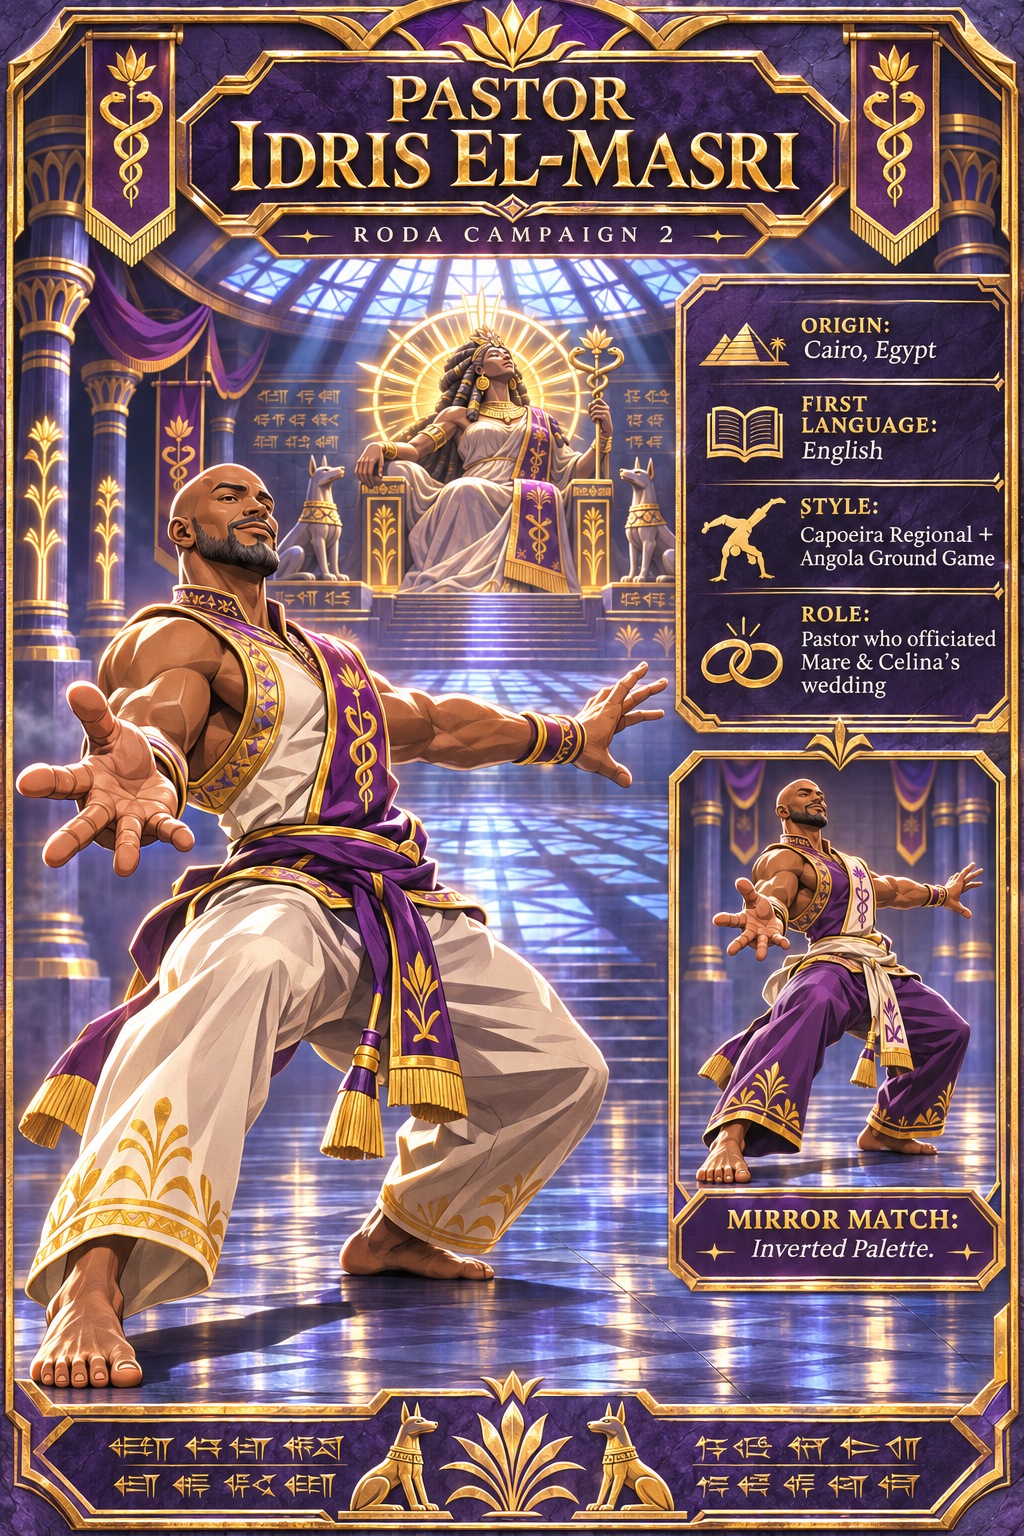 PASTOR
IDRIS EL-MASRI
RODA CAMPAIGN 2
ORIGIN:
Cairo, Egypt
FIRST
LANGUAGE:
English
STYLE:
Capoeira Regional +
Angola Ground Game
ROLE:
Pastor who officiated
Mare & Celina's
wedding
MIRROR MATCH:
Inverted Palette.